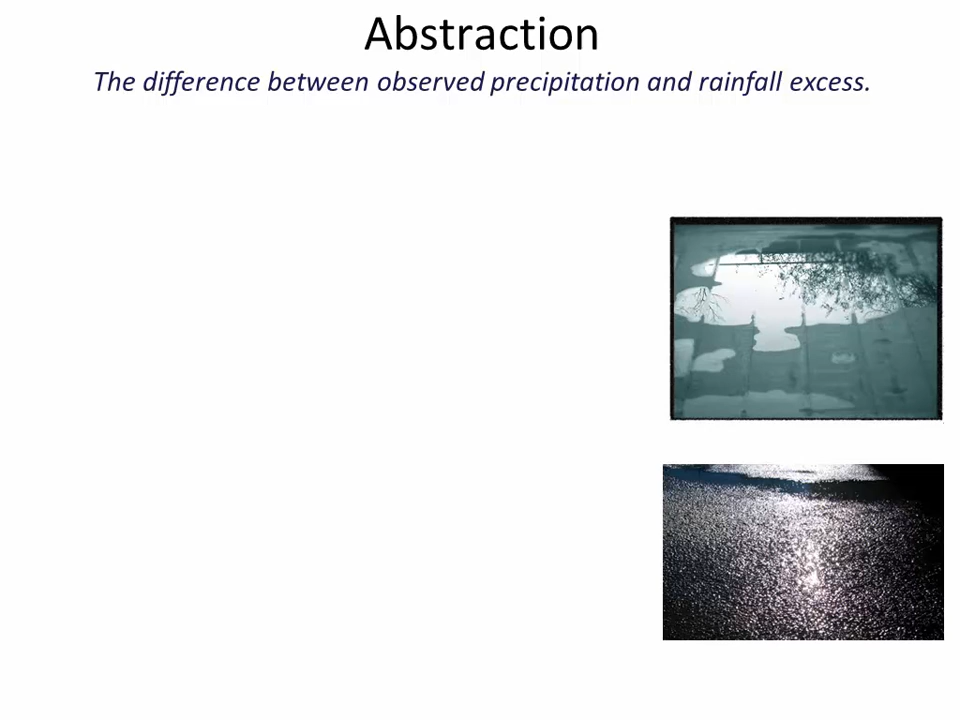 Abstraction
The difference between observed precipitation and rainfall excess.